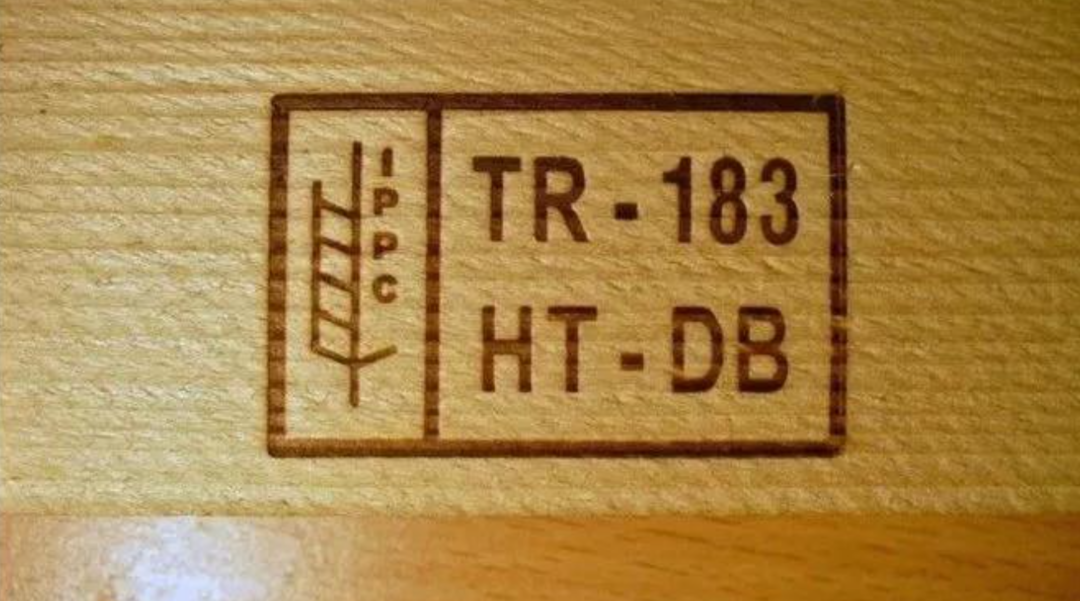 IPPC
TR - 183
HT - DB